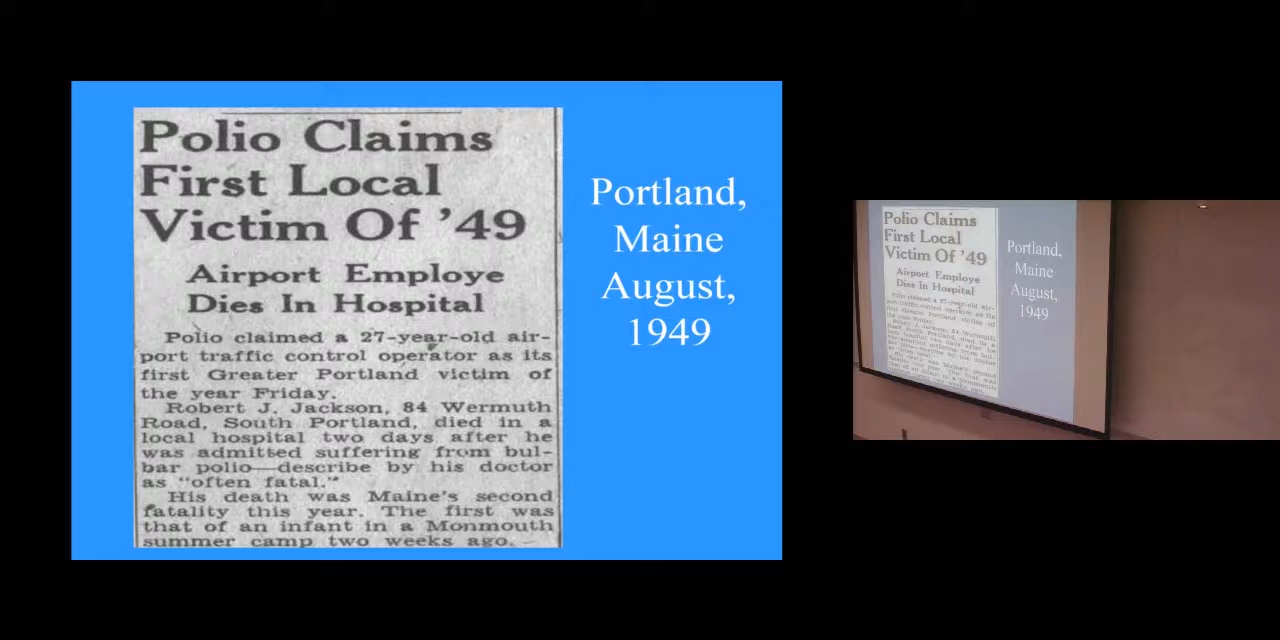 Polio Claims
First Local
Victim Of ’49
Airport Employe
Dies In Hospital
Polio claimed a 27-year-old air-
port traffic control operator as its
first Greater Portland victim of
the year Friday.
Robert J. Jackson, 84 Wermuth
Road, South Portland, died in a
local hospital two days after he
was admitted suffering from bul-
bar polio—describe by his doctor
as “often fatal.”
His death was Maine's second
fatality this year. The first was
that of an infant in a Monmouth
summer camp two weeks ago.
Portland,
Maine
August,
1949
Polio Claims
First Local
Victim Of ’49
Airport Employe
Dies In Hospital
Portland,
Maine
August,
1949